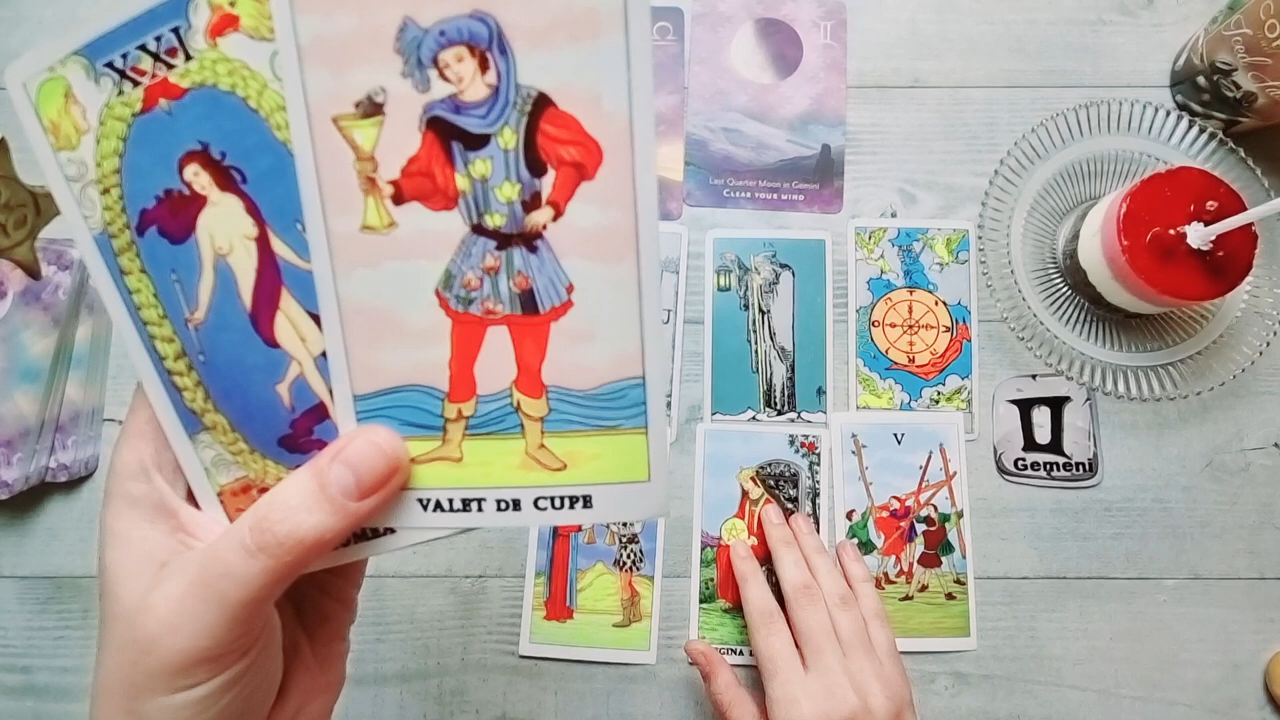 XXI
VALET DE CUPE
Last Quarter Moon in Gemini
CLEAR YOUR MIND
IX
V
Gemeni